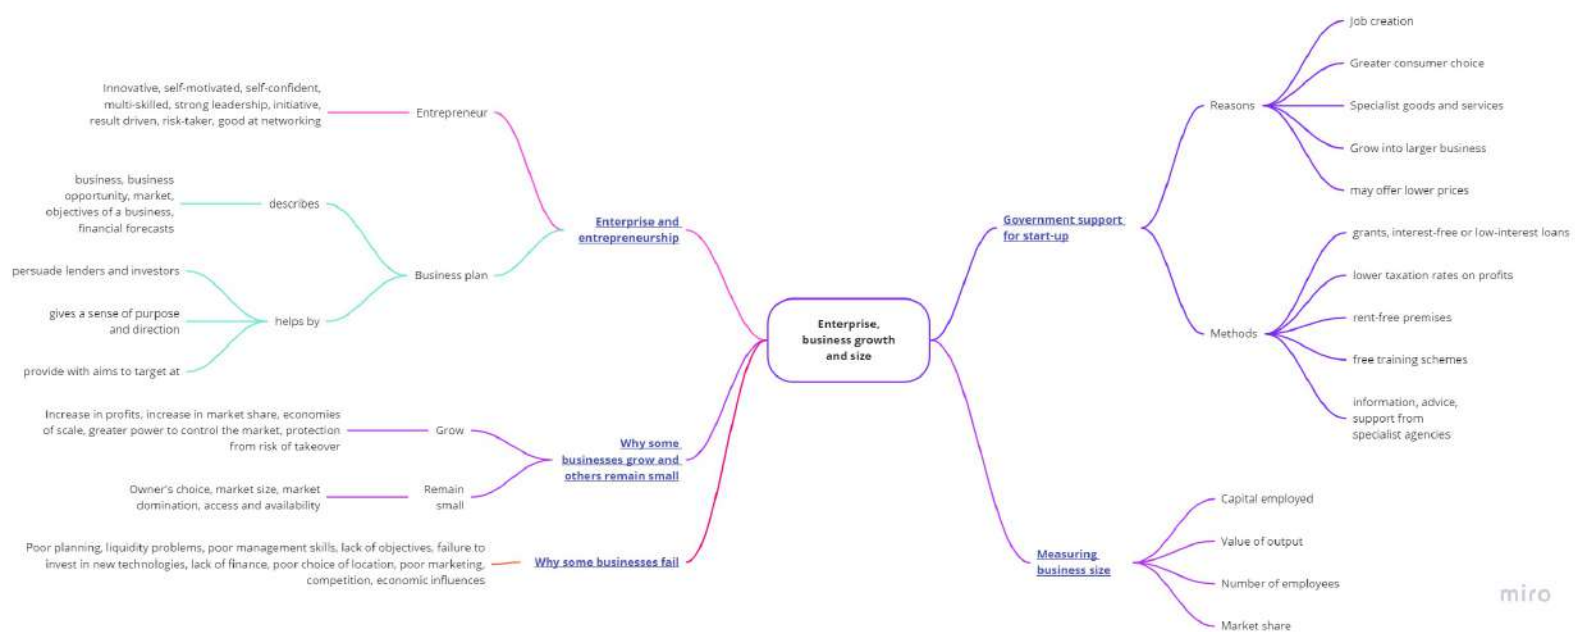 Enterprise,
business growth
and size
Enterprise and
entrepreneurship
Entrepreneur
Innovative, self-motivated, self-confident,
multi-skilled, strong leadership, initiative,
result driven, risk-taker, good at networking
Business plan
describes
business, business
opportunity, market,
objectives of a business,
financial forecasts
helps by
persuade lenders and investors
gives a sense of purpose
and direction
provide with aims to target at
Why some
businesses grow and
others remain small
Grow
Increase in profits, increase in market share, economies
of scale, greater power to control the market, protection
from risk of takeover
Remain
small
Owner's choice, market size, market
domination, access and availability
Why some businesses fail
Poor planning, liquidity problems, poor management skills, lack of objectives, failure to
invest in new technologies, lack of finance, poor choice of location, poor marketing,
competition, economic influences
Government support
for start-up
Reasons
Job creation
Greater consumer choice
Specialist goods and services
Grow into larger business
may offer lower prices
Methods
grants, interest-free or low-interest loans
lower taxation rates on profits
rent-free premises
free training schemes
information, advice,
support from
specialist agencies
Measuring
business size
Capital employed
Value of output
Number of employees
Market share
miro